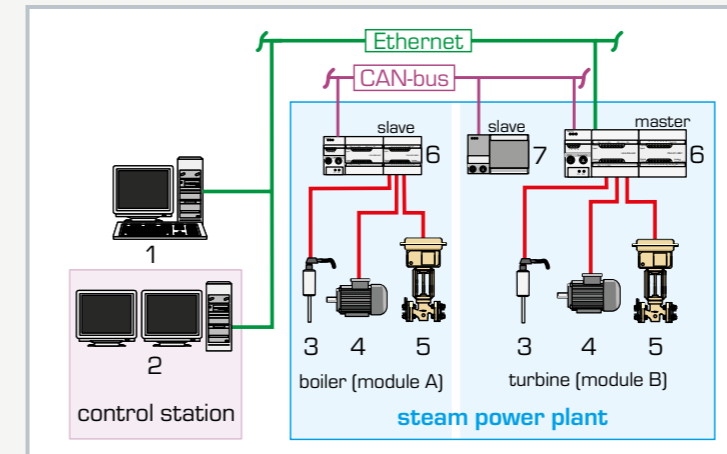 Ethernet
CAN-bus
slave
6
slave
7
master
6
1
2
control station
3 4 5
boiler (module A)
3 4 5
turbine (module B)
steam power plant